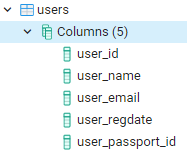 users
Columns (5)
user_id
user_name
user_email
user_regdate
user_passport_id